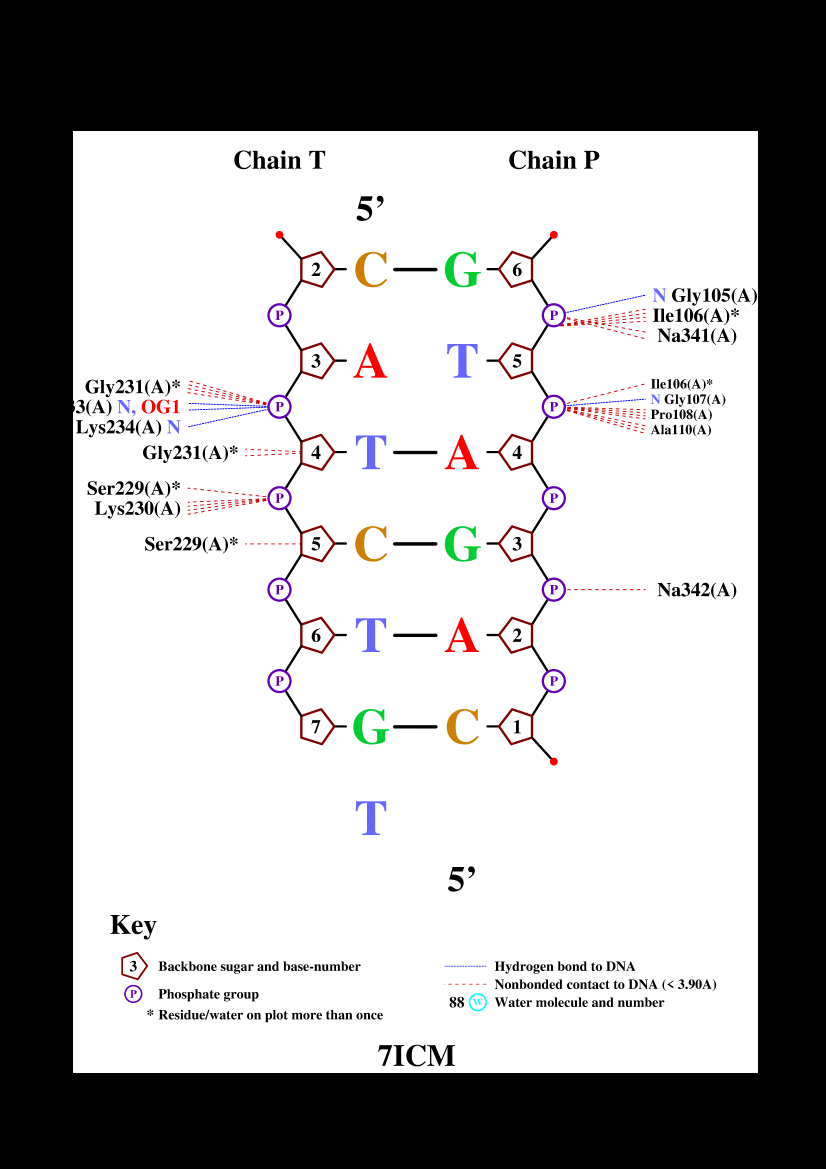 Chain T Chain P
5’
2 C G 6
P P N Gly105(A)
Ile106(A)*
Na341(A)
3 A T 5
Gly231(A)* Ile106(A)*
33(A) N, OG1 P P N Gly107(A)
Lys234(A) N Pro108(A)
Ala110(A)
Gly231(A)* 4 T A 4
Ser229(A)* P P
Lys230(A)
Ser229(A)* 5 C G 3
P P Na342(A)
6 T A 2
P P
7 G C 1
T
5’
Key
3 Backbone sugar and base-number Hydrogen bond to DNA
Nonbonded contact to DNA (< 3.90A)
P Phosphate group 88 W Water molecule and number
* Residue/water on plot more than once
7ICM